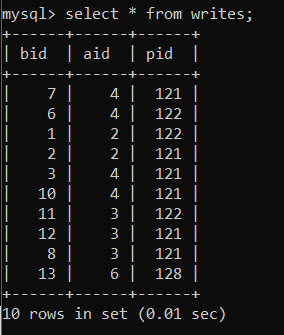 mysql> select * from writes;
+------+------+------+
| bid  | aid  | pid  |
+------+------+------+
|    7 |    4 |  121 |
|    6 |    4 |  122 |
|    1 |    2 |  122 |
|    2 |    2 |  121 |
|    3 |    4 |  121 |
|   10 |    4 |  121 |
|   11 |    3 |  122 |
|   12 |    3 |  121 |
|    8 |    3 |  121 |
|   13 |    6 |  128 |
+------+------+------+
10 rows in set (0.01 sec)